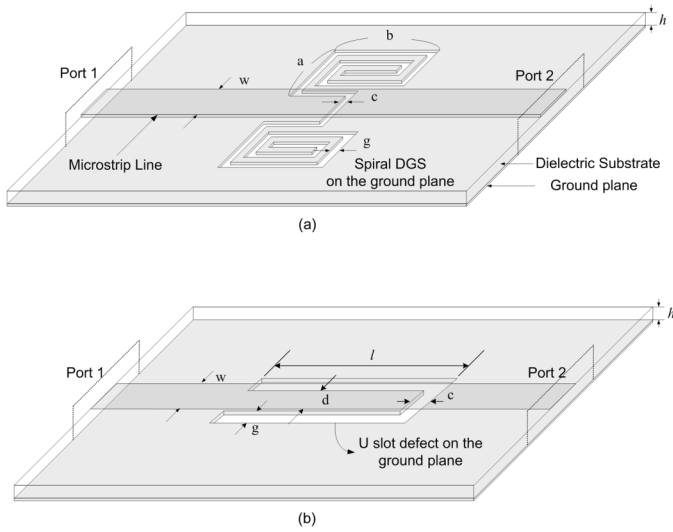 h
b
a
Port 1
Port 2
w
c
g
Microstrip Line
Spiral DGS
on the ground plane
Dielectric Substrate
Ground plane
(a)
h
l
Port 1
Port 2
w
d
c
g
U slot defect on the
ground plane
(b)